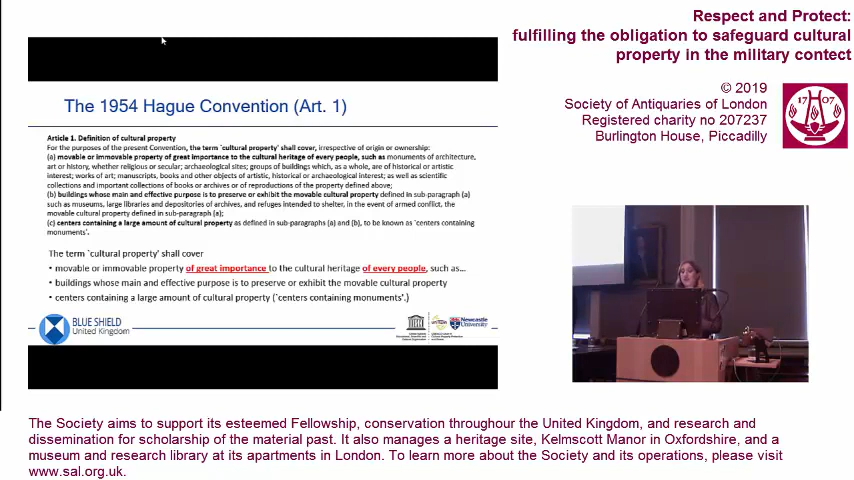 Respect and Protect:
fulfilling the obligation to safeguard cultural
property in the military contect
© 2019
Society of Antiquaries of London
Registered charity no 207237
Burlington House, Piccadilly
17 07
The 1954 Hague Convention (Art. 1)
Article 1. Definition of cultural property
For the purposes of the present Convention, the term `cultural property' shall cover, irrespective of origin or ownership:
(a) movable or immovable property of great importance to the cultural heritage of every people, such as monuments of architecture,
art or history, whether religious or secular; archaeological sites; groups of buildings which, as a whole, are of historical or artistic
interest; works of art; manuscripts, books and other objects of artistic, historical or archaeological interest; as well as scientific
collections and important collections of books or archives or of reproductions of the property defined above;
(b) buildings whose main and effective purpose is to preserve or exhibit the movable cultural property defined in sub-paragraph (a)
such as museums, large libraries and depositories of archives, and refuges intended to shelter, in the event of armed conflict, the
movable cultural property defined in sub-paragraph (a);
(c) centers containing a large amount of cultural property as defined in sub-paragraphs (a) and (b), to be known as `centers containing
monuments'.
The term `cultural property' shall cover
• movable or immovable property of great importance to the cultural heritage of every people, such as...
• buildings whose main and effective purpose is to preserve or exhibit the movable cultural property
• centers containing a large amount of cultural property (`centers containing monuments'.)
BLUE SHIELD
United Kingdom
Newcastle
University
The Society aims to support its esteemed Fellowship, conservation throughour the United Kingdom, and research and
dissemination for scholarship of the material past. It also manages a heritage site, Kelmscott Manor in Oxfordshire, and a
museum and research library at its apartments in London. To learn more about the Society and its operations, please visit
www.sal.org.uk.